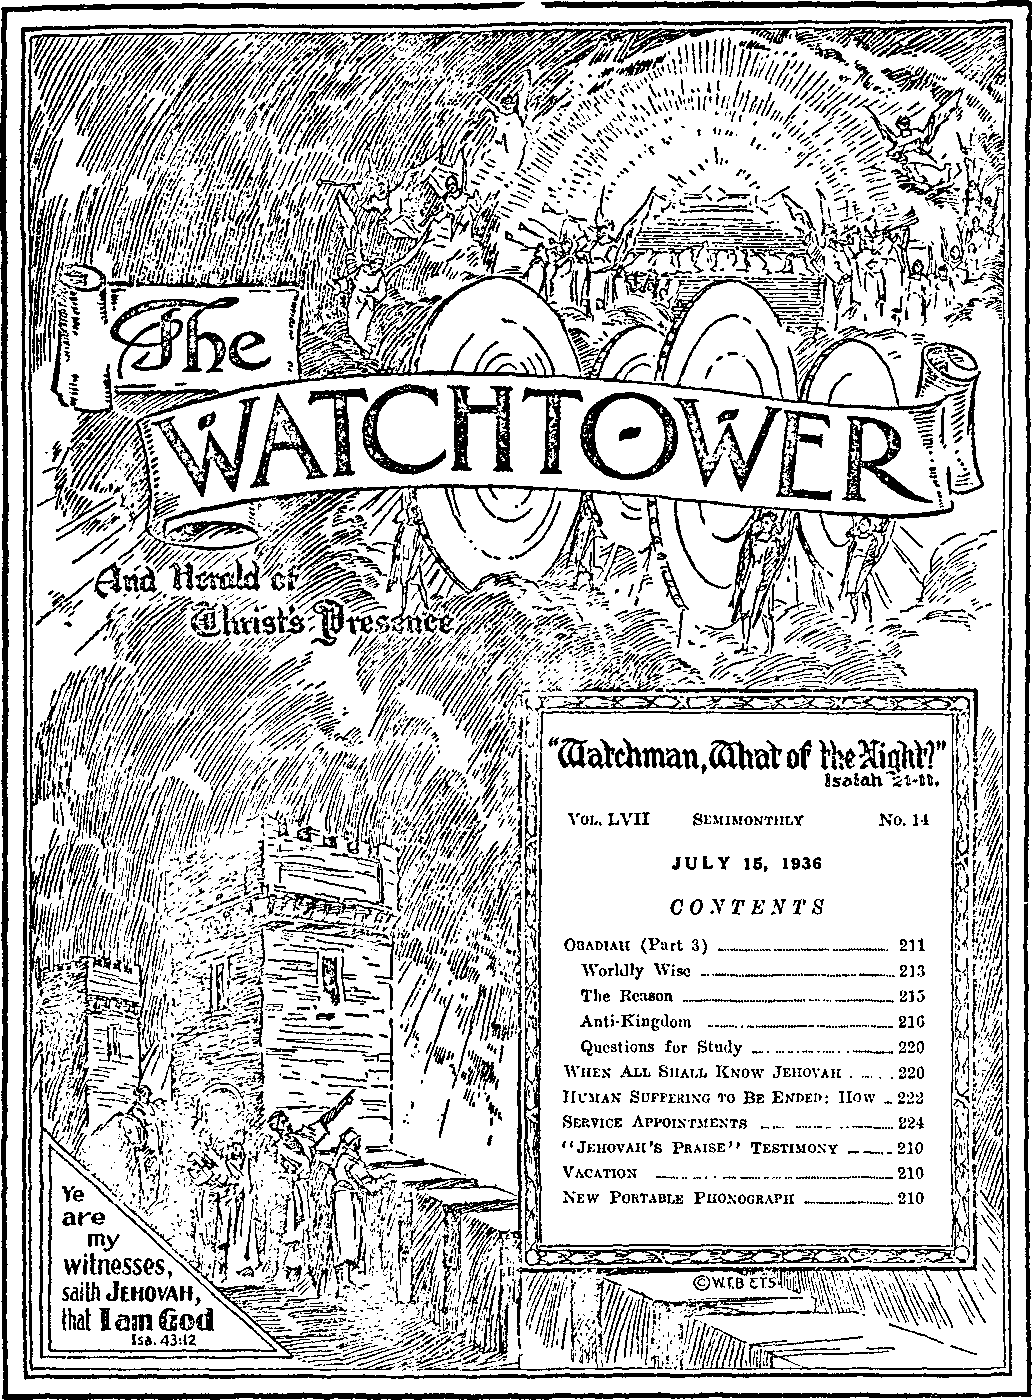 The
WATCHTOWER
And Herald of
Christ's Presence
"Watchman, What of the Night?"
Isaiah 21-11.
VOL. LVII SEMIMONTHLY No. 14
JULY 15, 1936
CONTENTS
OBADIAH (Part 3) 211
Worldly Wise 213
The Reason 215
Anti-Kingdom 216
Questions for Study 220
WHEN ALL SHALL KNOW JEHOVAH 220
HUMAN SUFFERING TO BE ENDED: HOW 222
SERVICE APPOINTMENTS 224
"JEHOVAH'S PRAISE" TESTIMONY 210
VACATION 210
NEW PORTABLE PHONOGRAPH 210
©W.T.B. & T.S.
Ye
are
my
witnesses,
saith JEHOVAH,
that I am God
Isa. 43:12